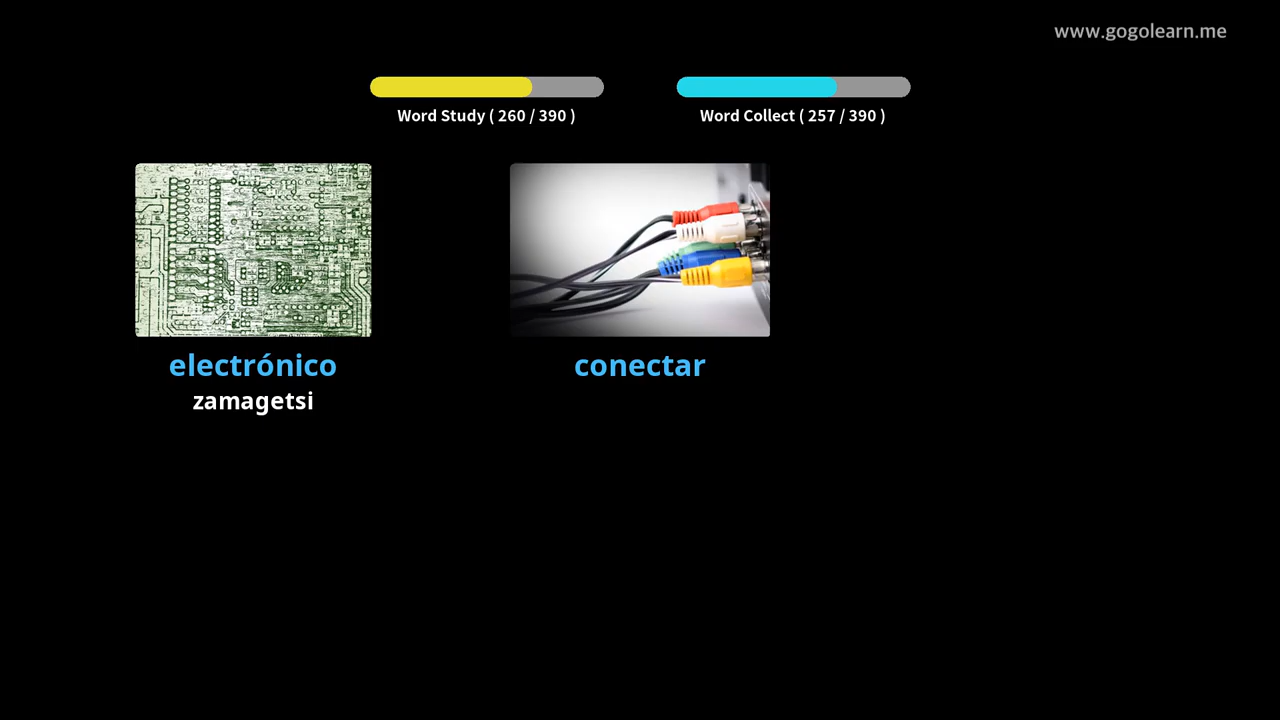 www.gogolearn.me
Word Study ( 260 / 390 )
Word Collect ( 257 / 390 )
electrónico
zamagetsi
conectar